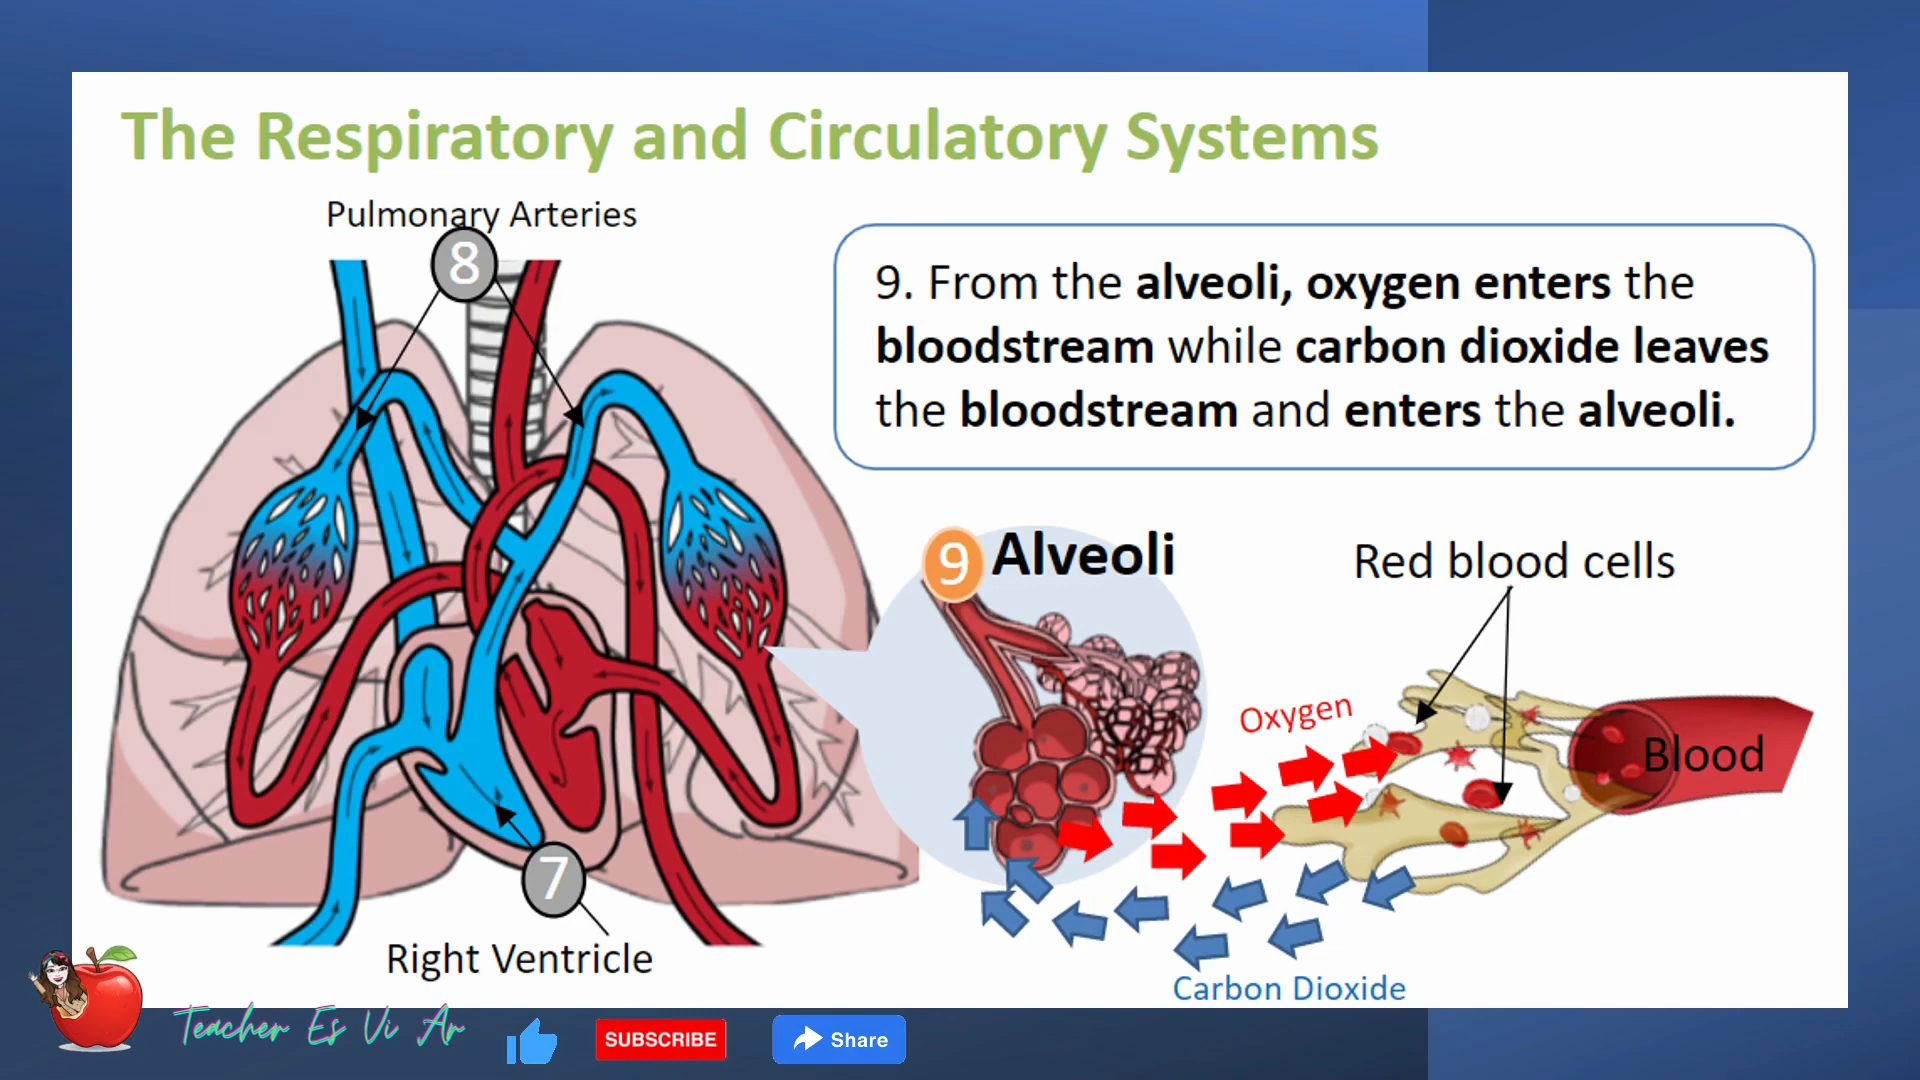 The Respiratory and Circulatory Systems
Pulmonary Arteries
8
9. From the alveoli, oxygen enters the
bloodstream while carbon dioxide leaves
the bloodstream and enters the alveoli.
9 Alveoli
Red blood cells
Oxygen
Blood
7
Right Ventricle
Carbon Dioxide
Teacher Es Vi Ar
SUBSCRIBE
Share